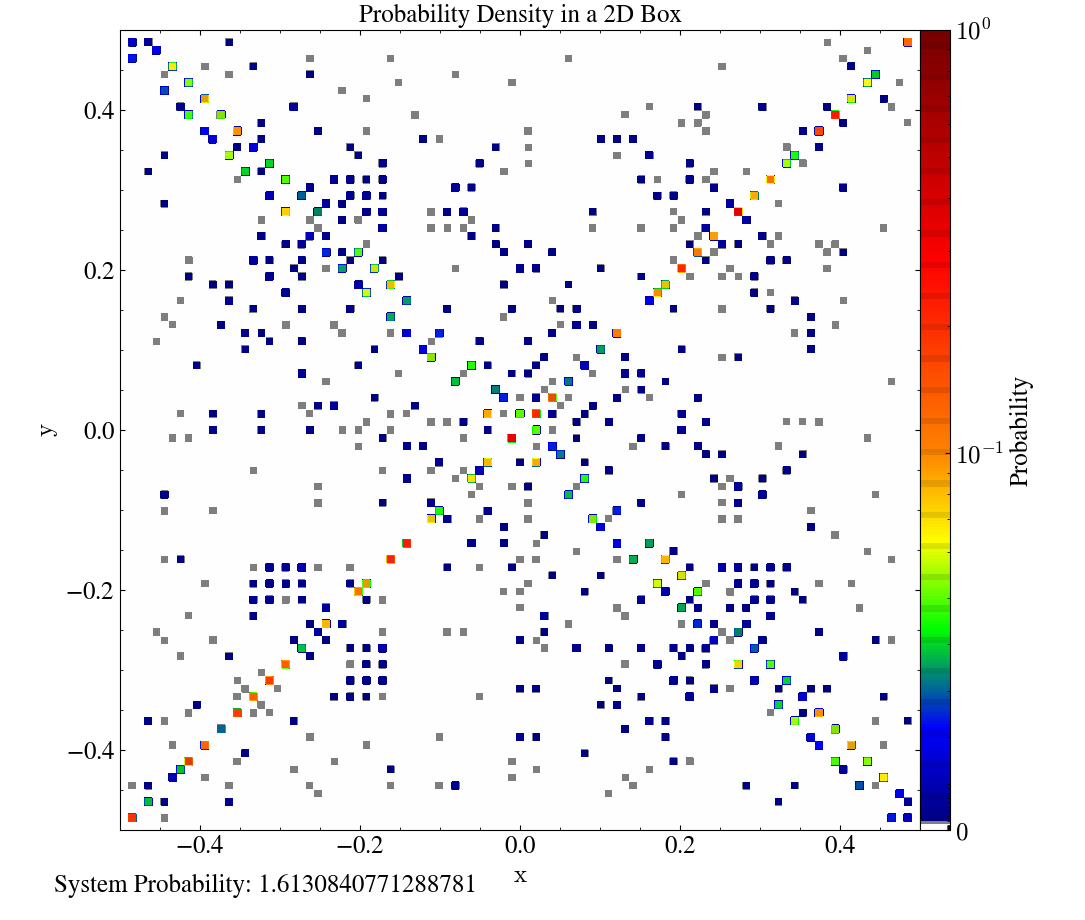 Probability Density in a 2D Box
10^0
0.4
0.2
0.0
−0.2
−0.4
y
10^−1
Probability
0
−0.4 −0.2 0.0 0.2 0.4
x
System Probability: 1.6130840771288781